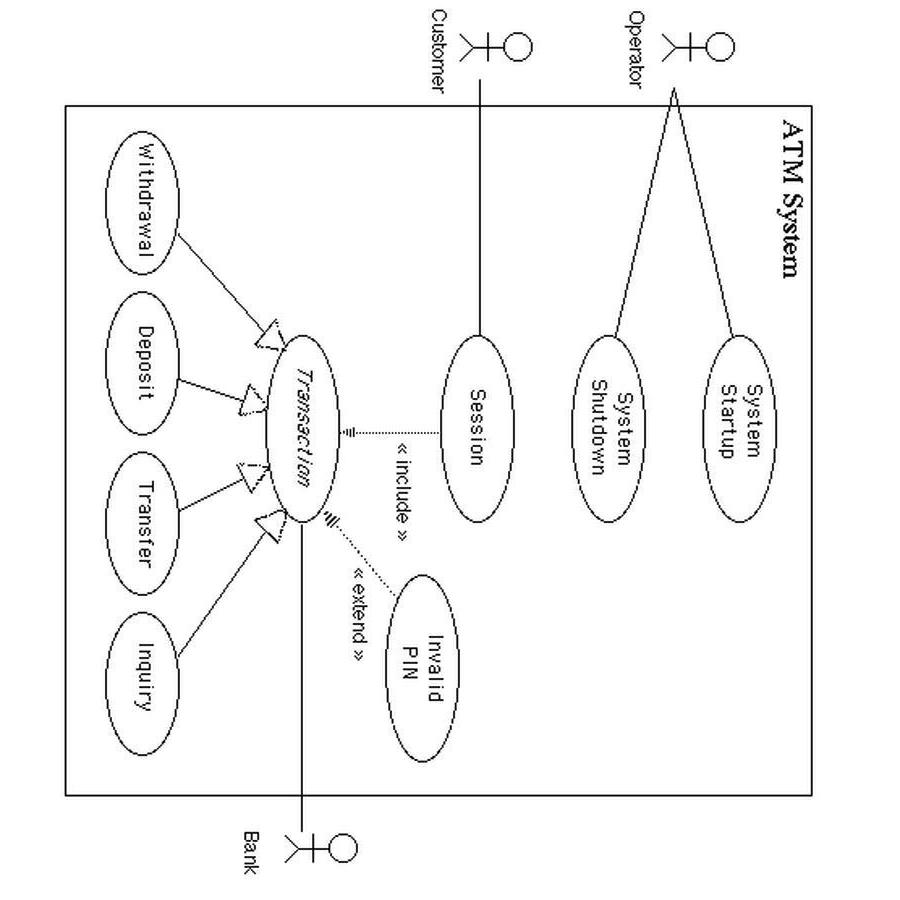 ATM System
Operator
System
Startup
System
Shutdown
Customer
Session
« include »
Invalid
PIN
« extend »
Transaction
Bank
Withdrawal
Deposit
Transfer
Inquiry